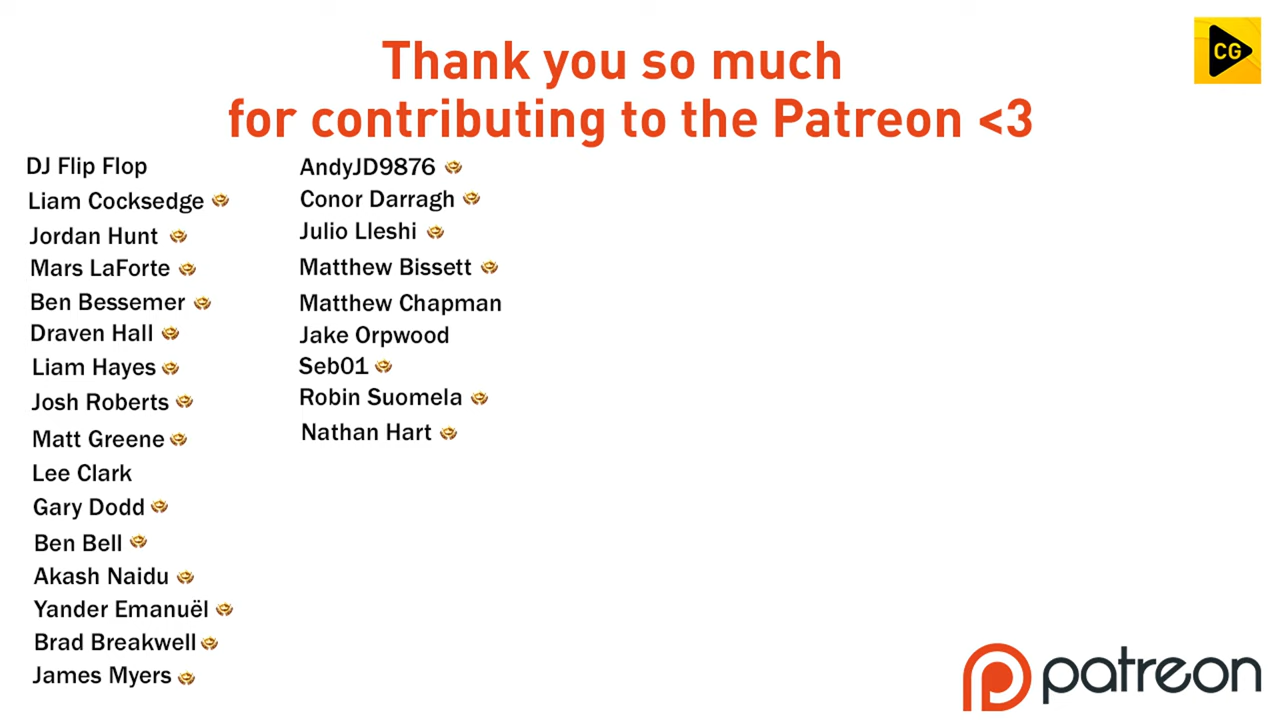 Thank you so much
for contributing to the Patreon <3
CG
DJ Flip Flop
Liam Cocksedge
Jordan Hunt
Mars LaForte
Ben Bessemer
Draven Hall
Liam Hayes
Josh Roberts
Matt Greene
Lee Clark
Gary Dodd
Ben Bell
Akash Naidu
Yander Emanuël
Brad Breakwell
James Myers
AndyJD9876
Conor Darragh
Julio Lleshi
Matthew Bissett
Matthew Chapman
Jake Orpwood
Seb01
Robin Suomela
Nathan Hart
patreon